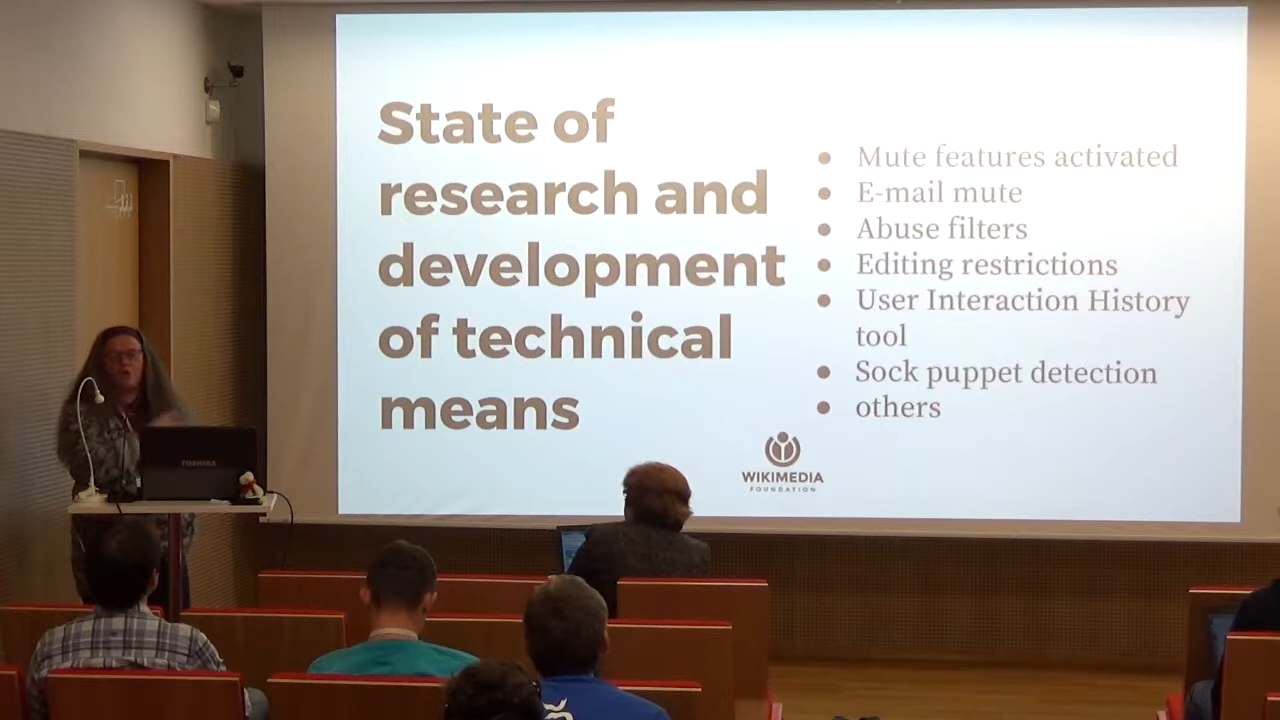 State of
research and
development
of technical
means
● Mute features activated
● E-mail mute
● Abuse filters
● Editing restrictions
● User Interaction History
tool
● Sock puppet detection
● others
WIKIMEDIA
FOUNDATION
TOSHIBA